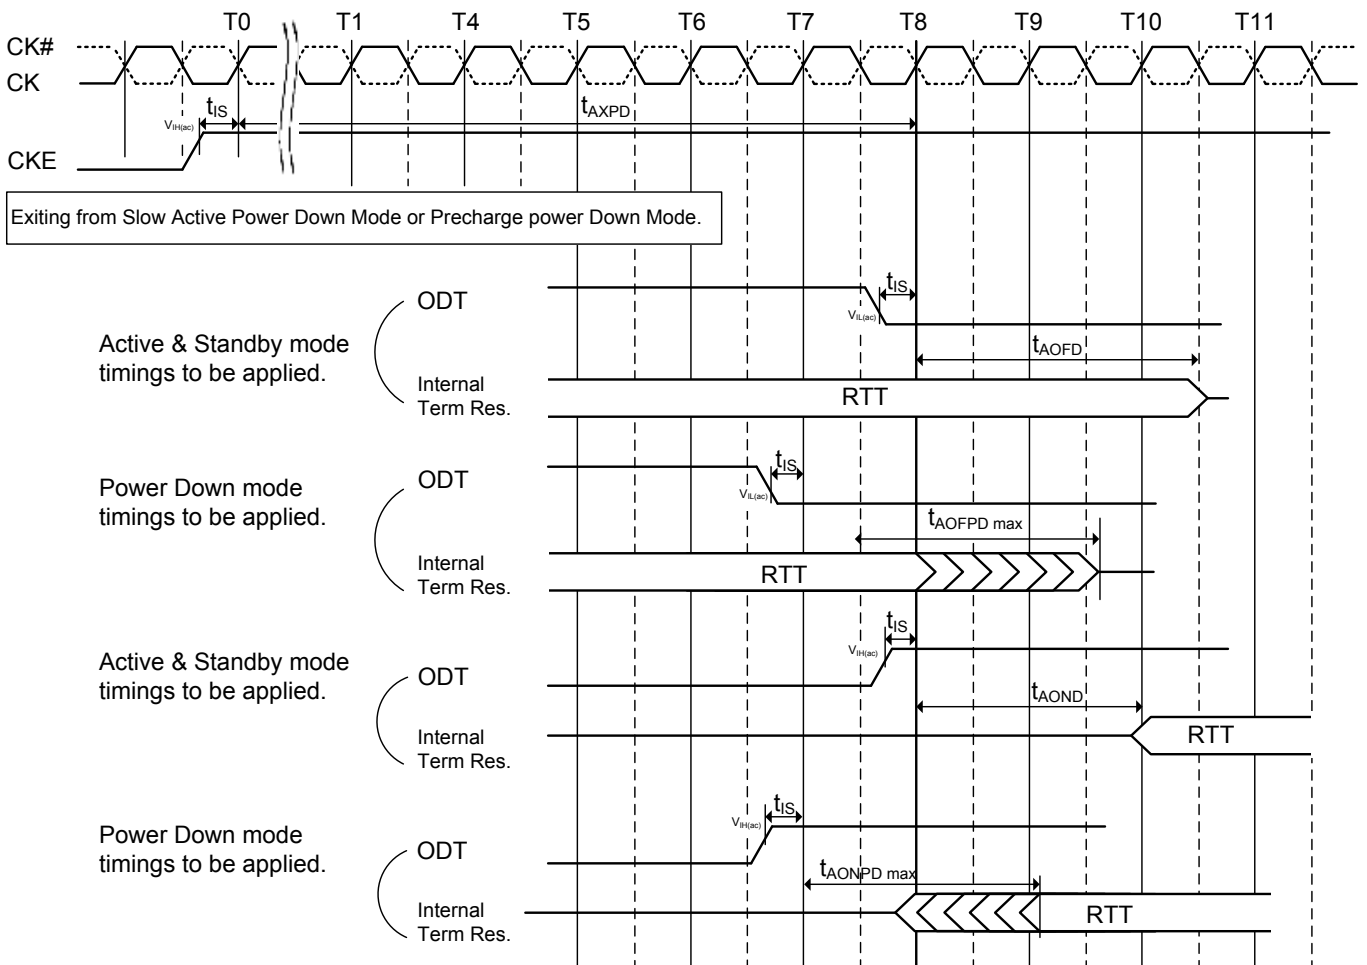 T0 T1 T4 T5 T6 T7 T8 T9 T10 T11
CK#
CK
tIS
tAXPD
VIH(ac)
CKE
Exiting from Slow Active Power Down Mode or Precharge power Down Mode.
tIS
ODT
VIL(ac)
Active & Standby mode
timings to be applied.
tAOFD
Internal
Term Res.
RTT
tIS
ODT
VIL(ac)
Power Down mode
timings to be applied.
tAOFPD max
Internal
Term Res.
RTT
tIS
VIH(ac)
Active & Standby mode
timings to be applied.
ODT
tAOND
Internal
Term Res.
RTT
tIS
VIH(ac)
Power Down mode
timings to be applied.
ODT
tAONPD max
Internal
Term Res.
RTT